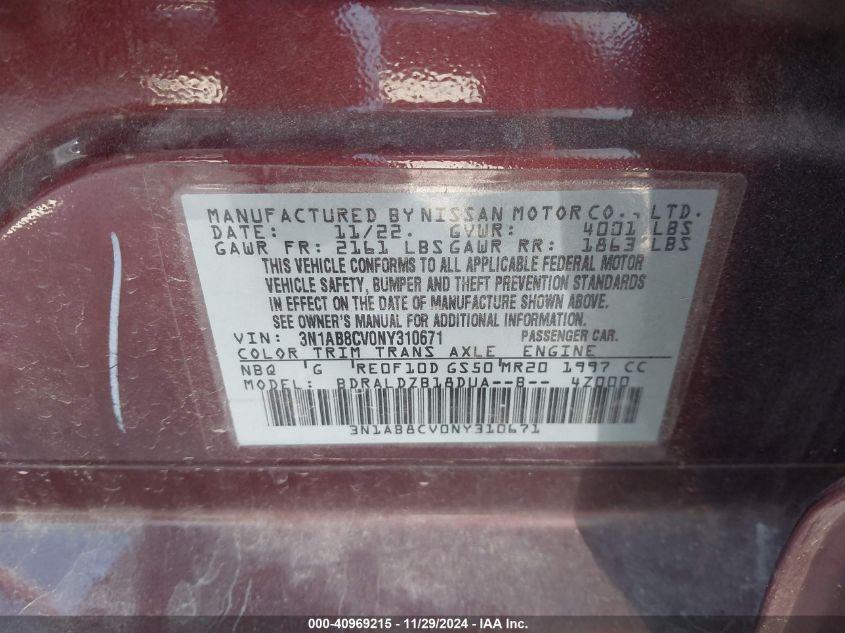 MANUFACTURED BY NISSAN MOTOR CO., LTD.
DATE: 11/22. GVWR: 4001 LBS
GAWR FR: 2161 LBS GAWR RR: 1863 LBS
THIS VEHICLE CONFORMS TO ALL APPLICABLE FEDERAL MOTOR
VEHICLE SAFETY, BUMPER AND THEFT PREVENTION STANDARDS
IN EFFECT ON THE DATE OF MANUFACTURE SHOWN ABOVE.
SEE OWNER'S MANUAL FOR ADDITIONAL INFORMATION.
VIN: 3N1AB8CV0NY310671 PASSENGER CAR.
COLOR TRIM TRANS AXLE ENGINE
NBQ G RE0F10D GS50 MR20 1997 CC
MODEL: BDRALDZB18DUA--B-- 4Z000
3N1AB8CV0NY310671
000-40969215 - 11/29/2024 - IAA Inc.